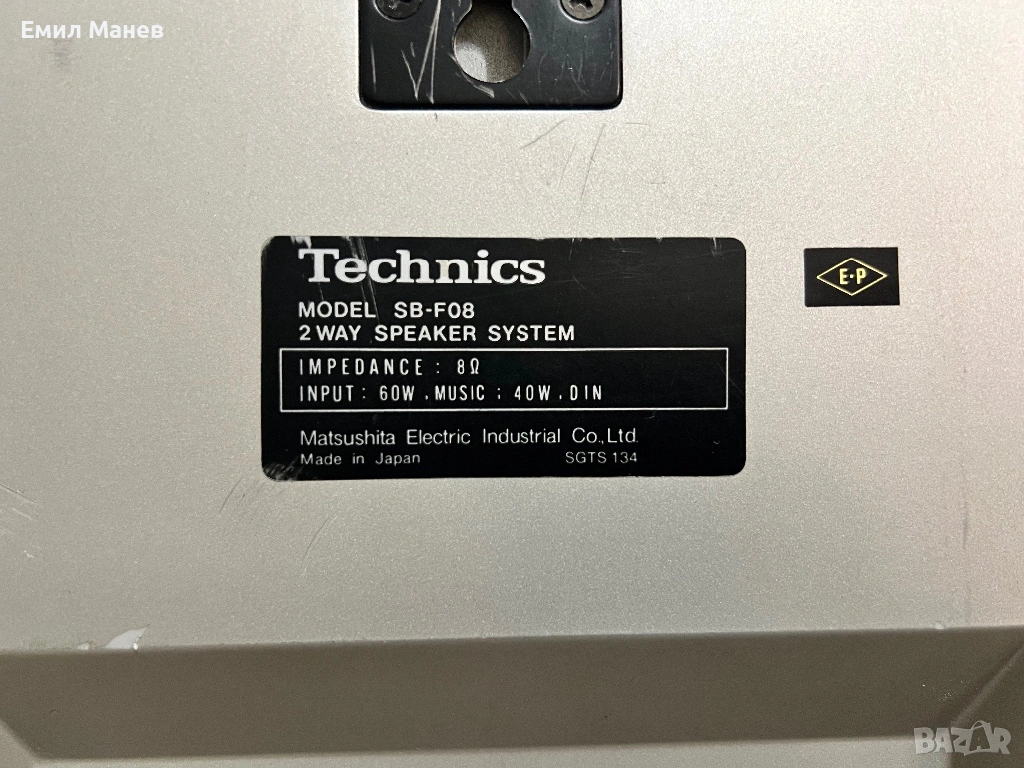 Емил Манев
Technics
MODEL SB-F08
2 WAY SPEAKER SYSTEM
IMPEDANCE : 8Ω
INPUT : 60W , MUSIC ; 40W , DIN
Matsushita Electric Industrial Co., Ltd.
Made in Japan SGTS 134
E·P
BAZAR